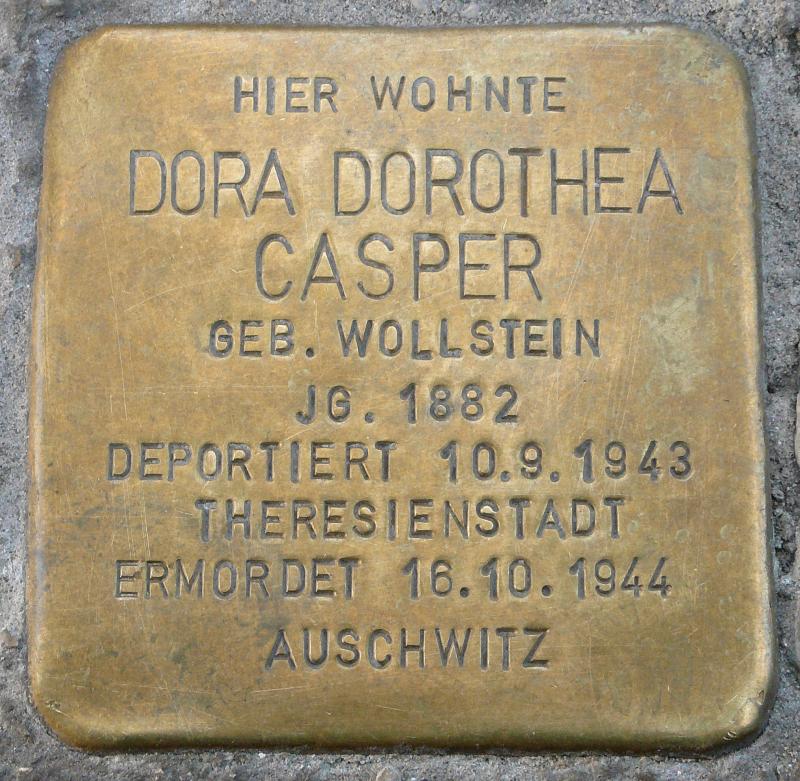 HIER WOHNTE
DORA DOROTHEA
CASPER
GEB. WOLLSTEIN
JG. 1882
DEPORTIERT 10.9.1943
THERESIENSTADT
ERMORDET 16.10.1944
AUSCHWITZ